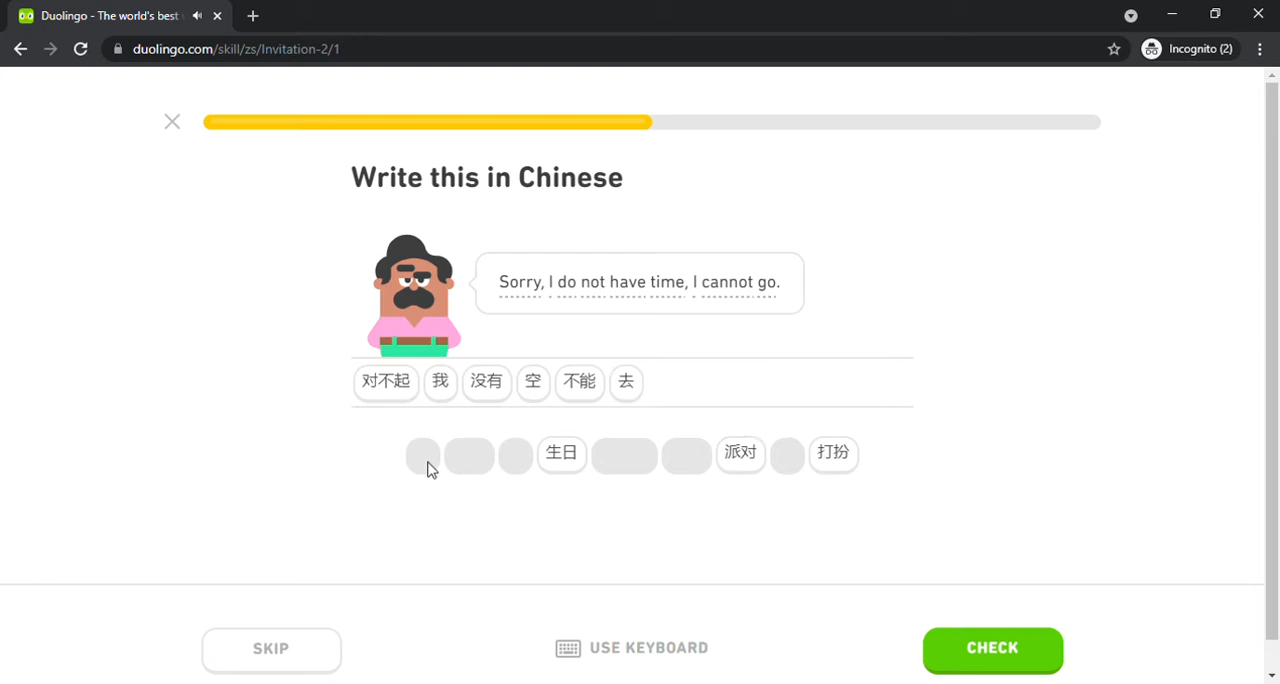 Duolingo - The world's best
duolingo.com/skill/zs/Invitation-2/1
Incognito (2)
Write this in Chinese
Sorry, I do not have time, I cannot go.
对不起 我 没有 空 不能 去
生日 派对 打扮
SKIP
USE KEYBOARD
CHECK